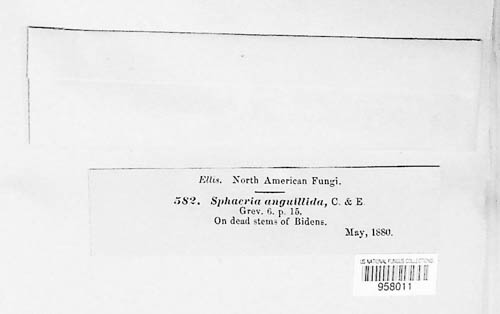 Ellis. North American Fungi.
582. Sphaeria anguillida, C. & E.
Grev. 6. p. 15.
On dead stems of Bidens.
May, 1880.
US NATIONAL FUNGUS COLLECTIONS
958011